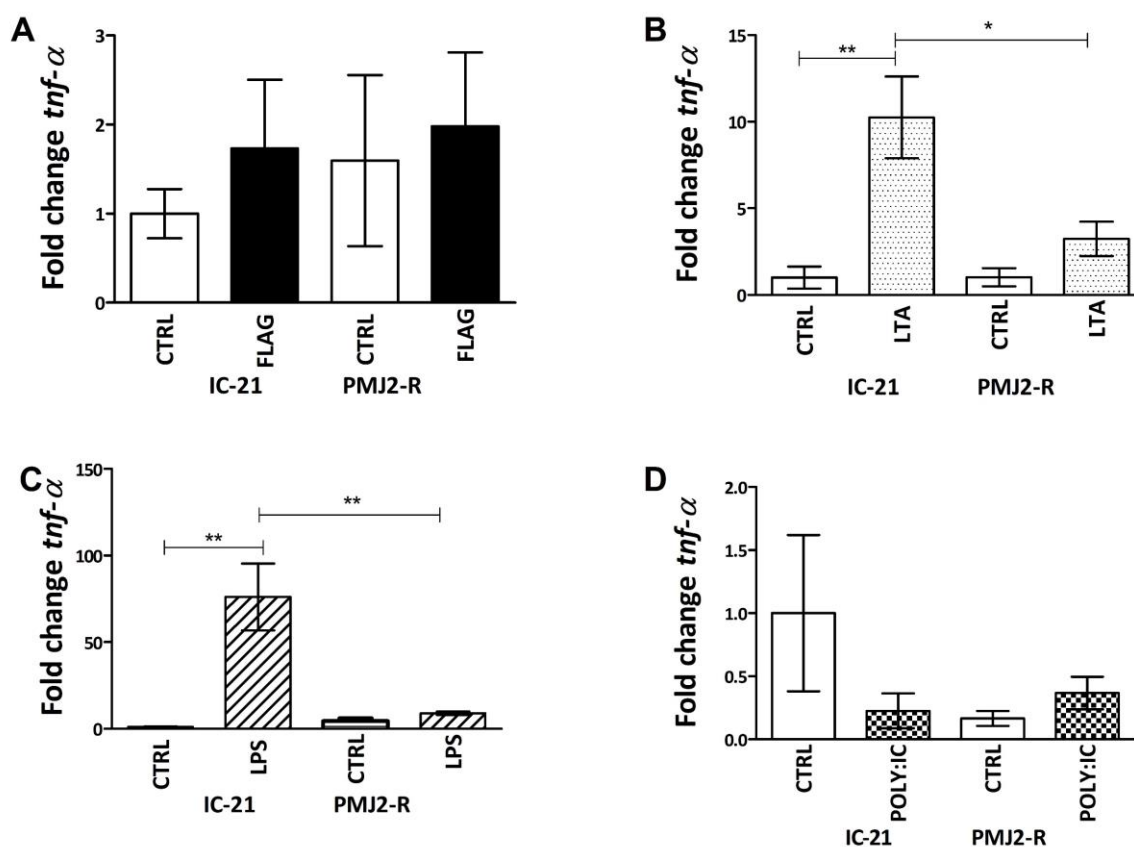 A
Fold change tnf-α
3
2
1
0
CTRL
FLAG
CTRL
FLAG
IC-21
PMJ2-R
B
Fold change tnf-α
15
10
5
0
**
*
CTRL
LTA
CTRL
LTA
IC-21
PMJ2-R
C
Fold change tnf-α
150
100
50
0
**
**
CTRL
LPS
CTRL
LPS
IC-21
PMJ2-R
D
Fold change tnf-α
2.0
1.5
1.0
0.5
0.0
CTRL
POLY:IC
CTRL
POLY:IC
IC-21
PMJ2-R